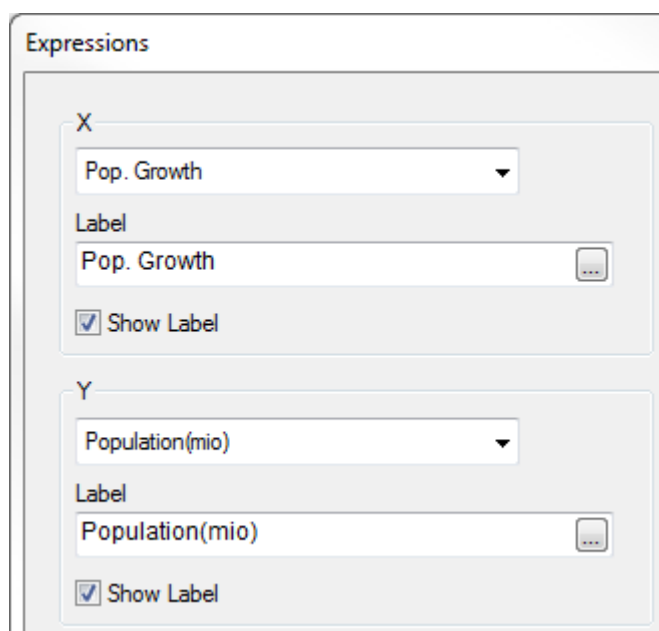 Expressions
X
Pop. Growth
Label
Pop. Growth
...
Show Label
Y
Population(mio)
Label
Population(mio)
...
Show Label